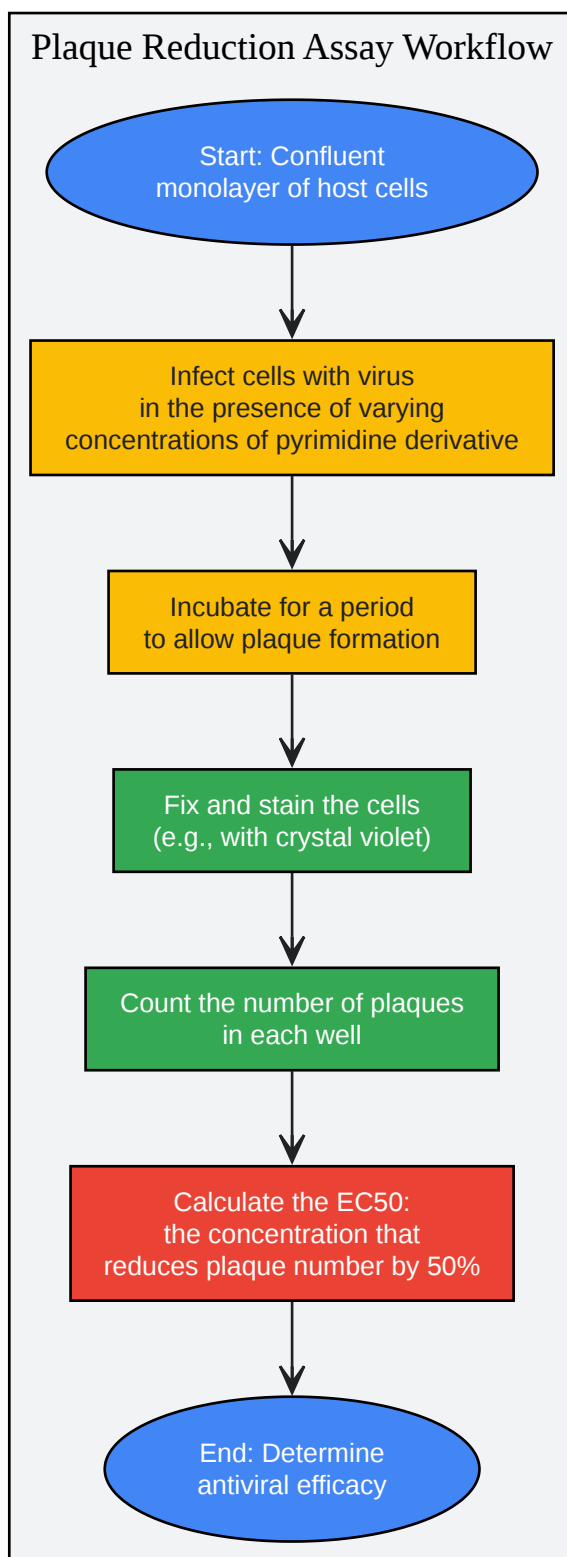 Plaque Reduction Assay Workflow
Start: Confluent
monolayer of host cells
Infect cells with virus
in the presence of varying
concentrations of pyrimidine derivative
Incubate for a period
to allow plaque formation
Fix and stain the cells
(e.g., with crystal violet)
Count the number of plaques
in each well
Calculate the EC50:
the concentration that
reduces plaque number by 50%
End: Determine
antiviral efficacy